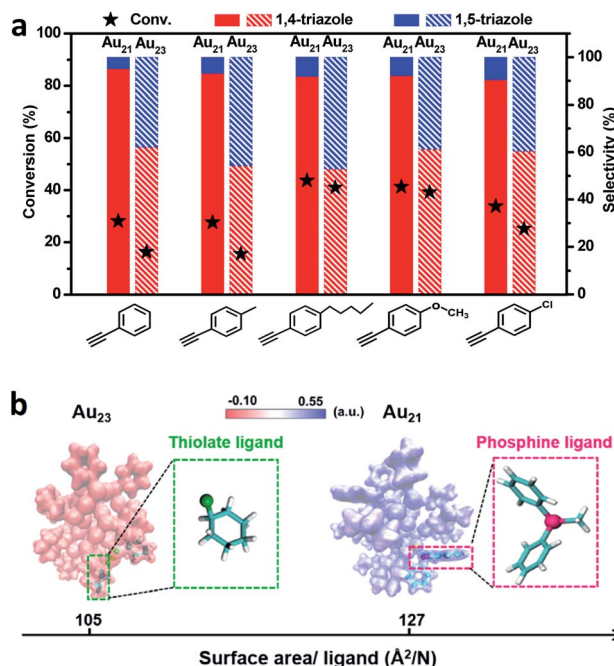 a
★ Conv. 1,4-triazole 1,5-triazole
Au21 Au23 Au21 Au23 Au21 Au23 Au21 Au23 Au21 Au23
Conversion (%)
100
80
60
40
20
0
Selectivity (%)
100
80
60
40
20
0
O
CH3
Cl
b
-0.10 0.55
(a.u.)
Au23
Au21
Thiolate ligand
Phosphine ligand
105
127
Surface area/ ligand (Å²/N)